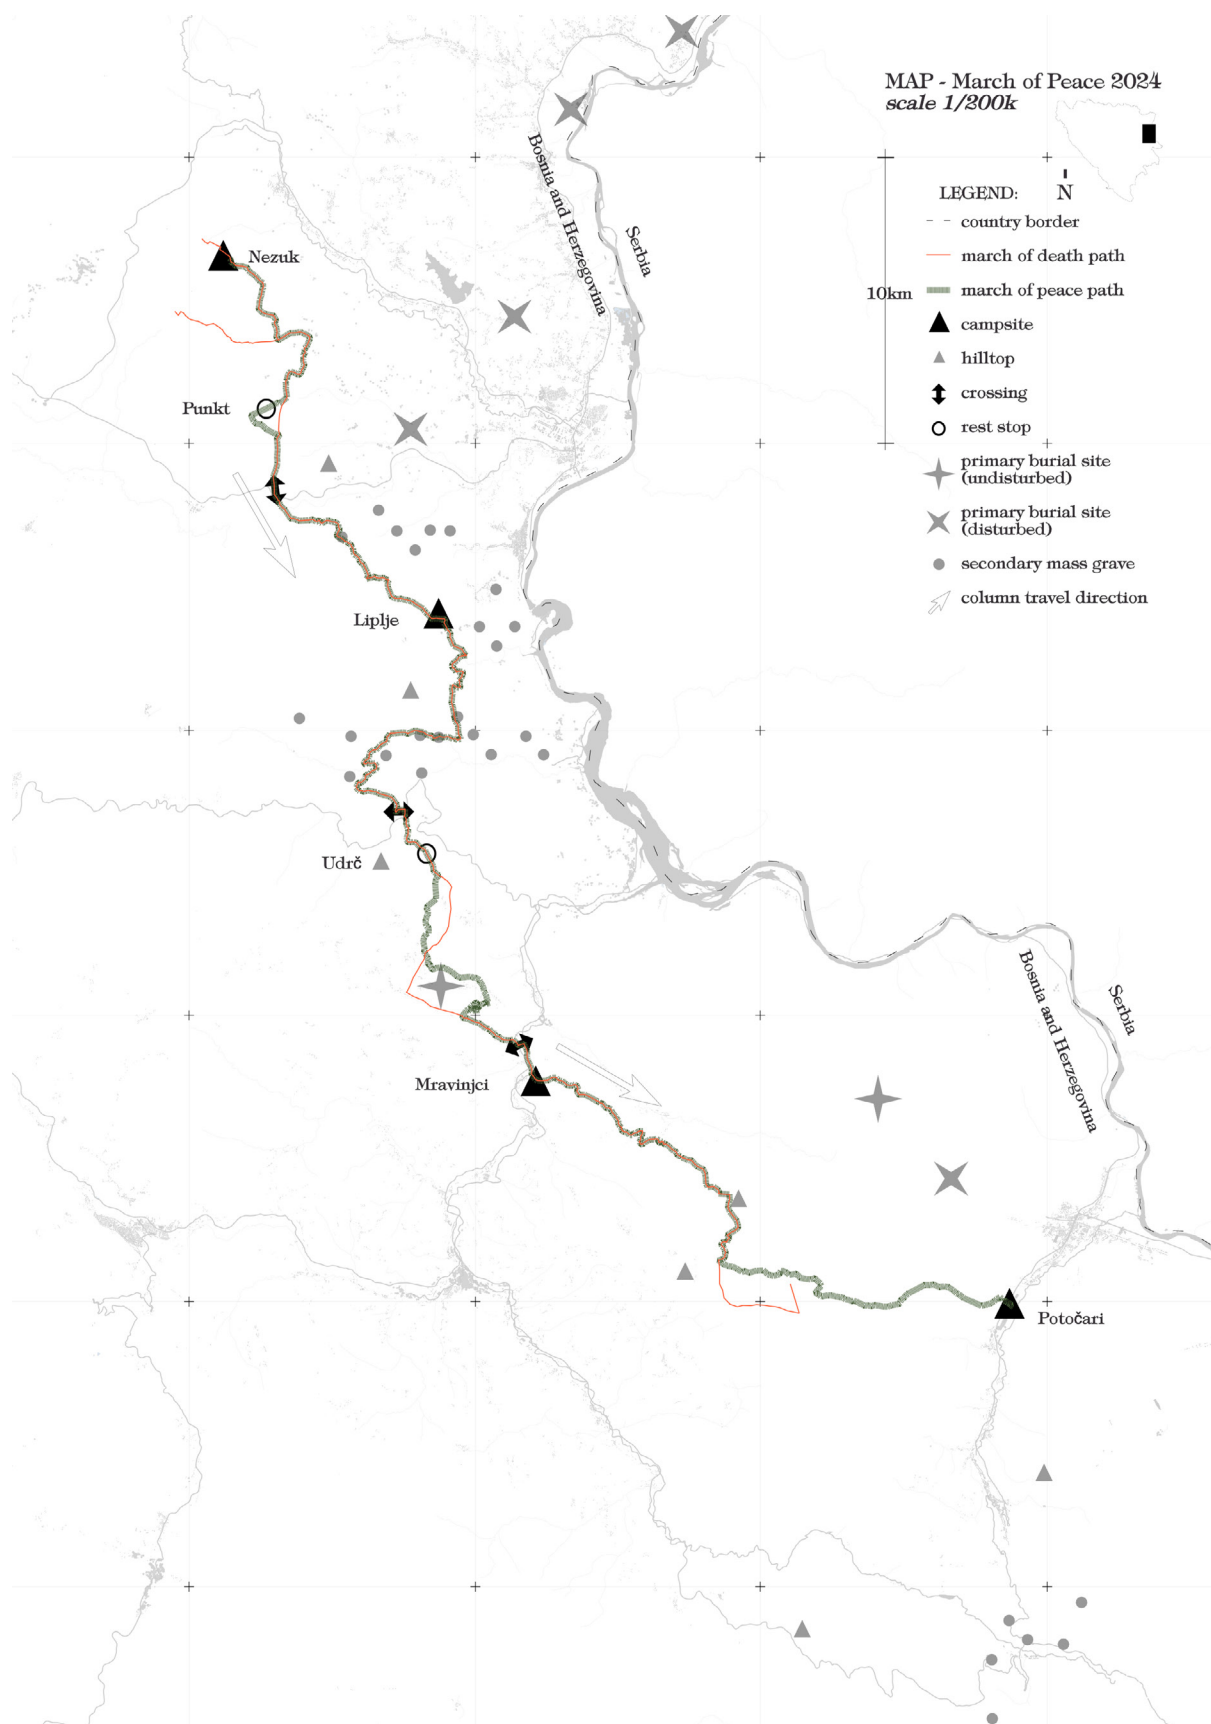 MAP - March of Peace 2024
scale 1/200k
LEGEND:
N
country border
march of death path
march of peace path
10km
campsite
hilltop
crossing
rest stop
primary burial site
(undisturbed)
primary burial site
(disturbed)
secondary mass grave
column travel direction
Bosnia and Herzegovina
Serbia
Nezuk
Punkt
Liplje
Udrč
Mravinjci
Bosnia and Herzegovina
Serbia
Potočari